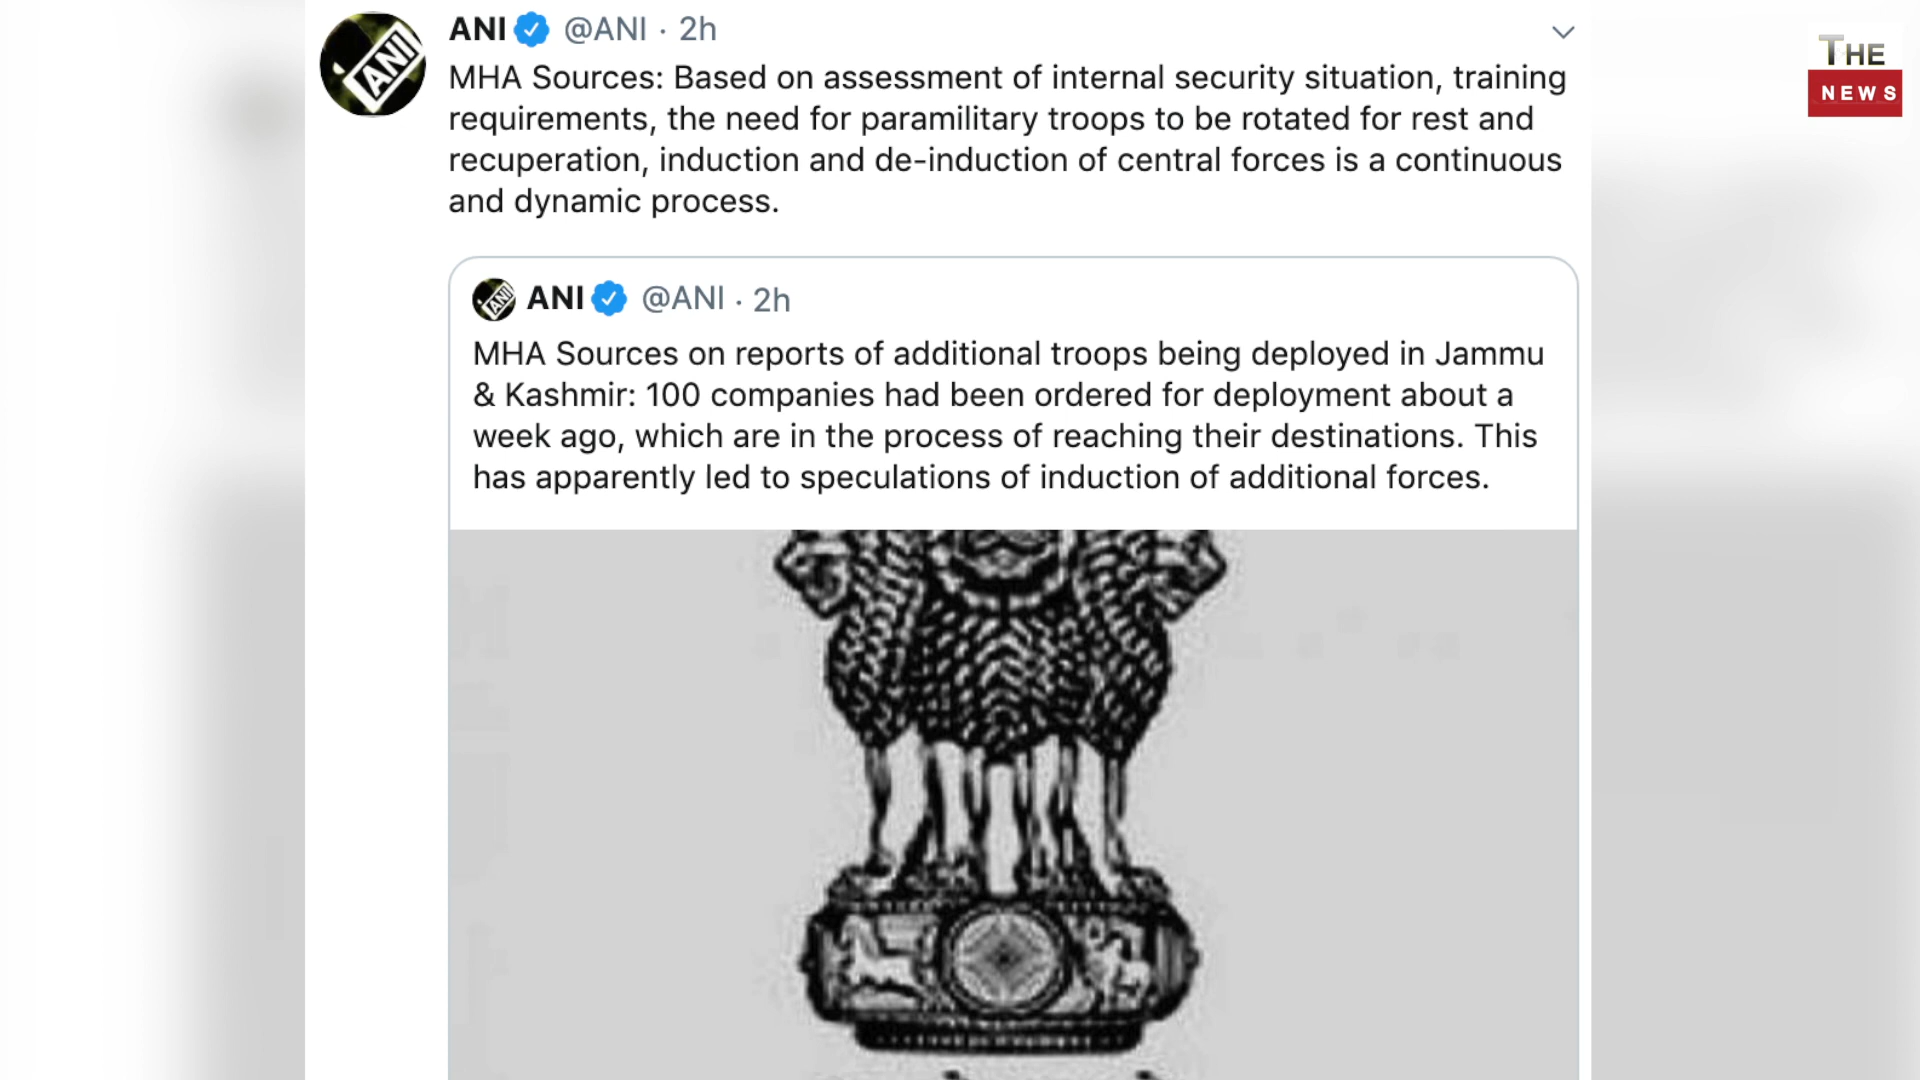 ANI @ANI · 2h
MHA Sources: Based on assessment of internal security situation, training
requirements, the need for paramilitary troops to be rotated for rest and
recuperation, induction and de-induction of central forces is a continuous
and dynamic process.
ANI @ANI · 2h
MHA Sources on reports of additional troops being deployed in Jammu
& Kashmir: 100 companies had been ordered for deployment about a
week ago, which are in the process of reaching their destinations. This
has apparently led to speculations of induction of additional forces.
ANI
ANI
THE
NEWS